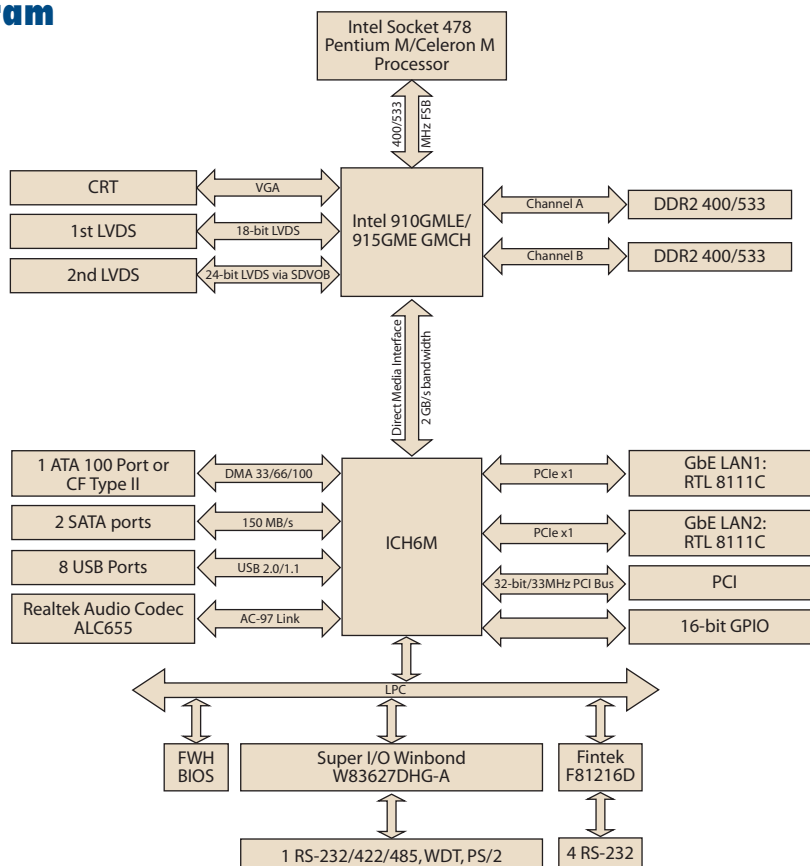 ram
Intel Socket 478
Pentium M/Celeron M
Processor
400/533
MHz FSB
CRT
VGA
1st LVDS
18-bit LVDS
2nd LVDS
24-bit LVDS via SDVOB
Intel 910GMLE/
915GME GMCH
Channel A
DDR2 400/533
Channel B
DDR2 400/533
Direct Media Interface
2 GB/s bandwidth
1 ATA 100 Port or
CF Type II
DMA 33/66/100
2 SATA ports
150 MB/s
8 USB Ports
USB 2.0/1.1
Realtek Audio Codec
ALC655
AC-97 Link
ICH6M
PCIe x1
GbE LAN1:
RTL 8111C
PCIe x1
GbE LAN2:
RTL 8111C
32-bit/33MHz PCI Bus
PCI
16-bit GPIO
LPC
FWH
BIOS
Super I/O Winbond
W83627DHG-A
Fintek
F81216D
1 RS-232/422/485, WDT, PS/2
4 RS-232